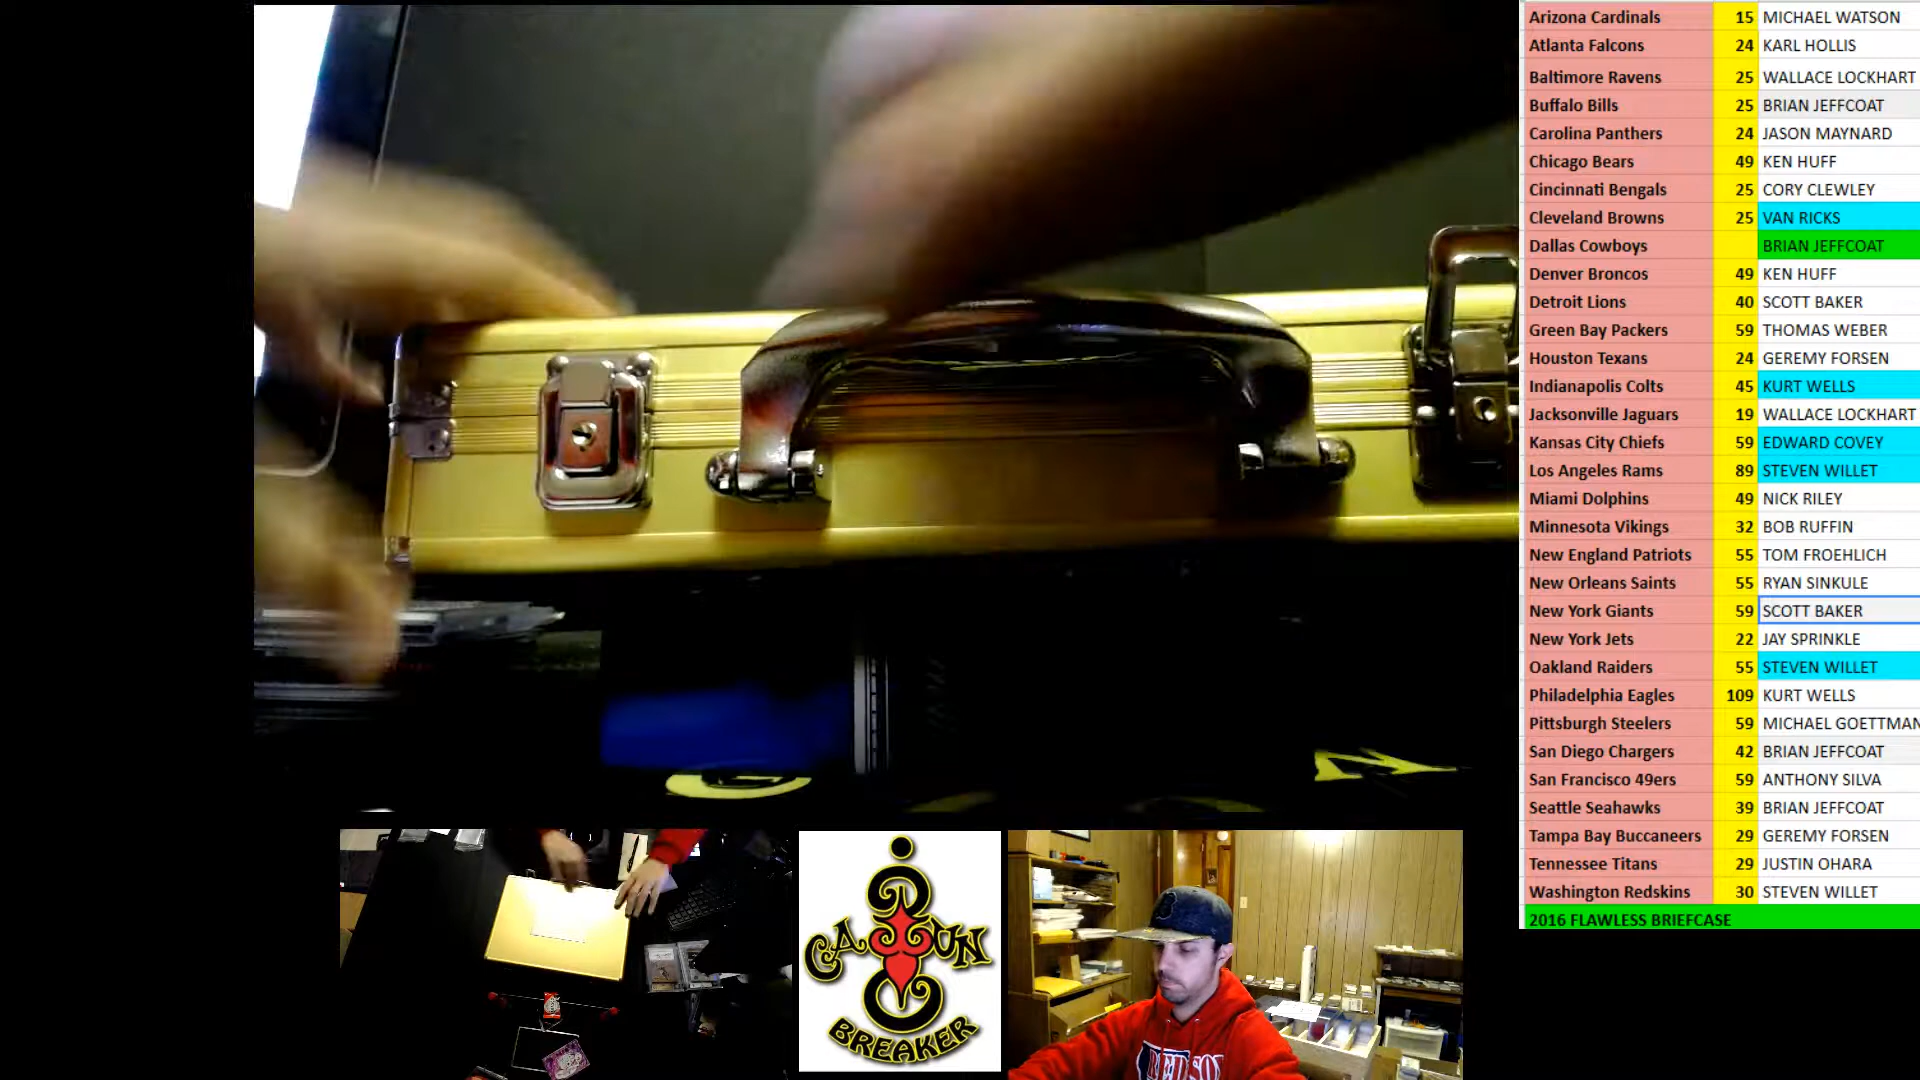 Arizona Cardinals 15 MICHAEL WATSON
Atlanta Falcons 24 KARL HOLLIS
Baltimore Ravens 25 WALLACE LOCKHART
Buffalo Bills 25 BRIAN JEFFCOAT
Carolina Panthers 24 JASON MAYNARD
Chicago Bears 49 KEN HUFF
Cincinnati Bengals 25 CORY CLEWLEY
Cleveland Browns 25 VAN RICKS
Dallas Cowboys BRIAN JEFFCOAT
Denver Broncos 49 KEN HUFF
Detroit Lions 40 SCOTT BAKER
Green Bay Packers 59 THOMAS WEBER
Houston Texans 24 GEREMY FORSEN
Indianapolis Colts 45 KURT WELLS
Jacksonville Jaguars 19 WALLACE LOCKHART
Kansas City Chiefs 59 EDWARD COVEY
Los Angeles Rams 89 STEVEN WILLET
Miami Dolphins 49 NICK RILEY
Minnesota Vikings 32 BOB RUFFIN
New England Patriots 55 TOM FROEHLICH
New Orleans Saints 55 RYAN SINKULE
New York Giants 59 SCOTT BAKER
New York Jets 22 JAY SPRINKLE
Oakland Raiders 55 STEVEN WILLET
Philadelphia Eagles 109 KURT WELLS
Pittsburgh Steelers 59 MICHAEL GOETTMAN
San Diego Chargers 42 BRIAN JEFFCOAT
San Francisco 49ers 59 ANTHONY SILVA
Seattle Seahawks 39 BRIAN JEFFCOAT
Tampa Bay Buccaneers 29 GEREMY FORSEN
Tennessee Titans 29 JUSTIN OHARA
Washington Redskins 30 STEVEN WILLET
2016 FLAWLESS BRIEFCASE
CAJUN
BREAKER
RED SO